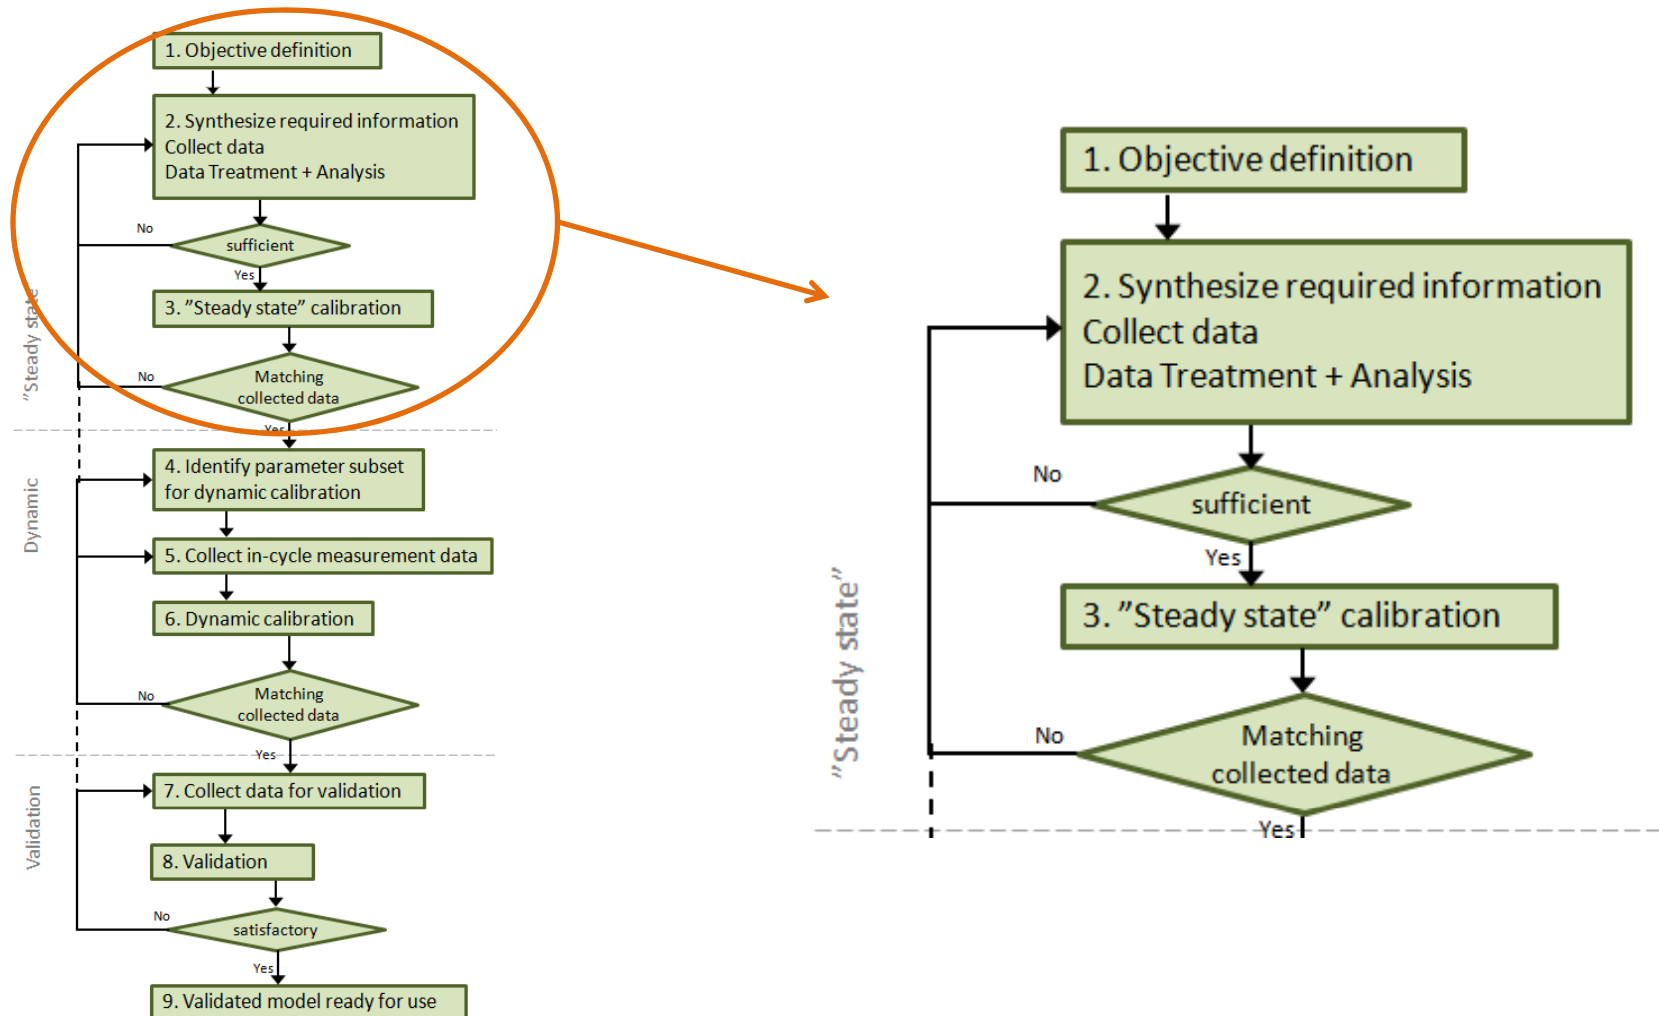 1. Objective definition
2. Synthesize required information
Collect data
Data Treatment + Analysis
No
sufficient
Yes
3. ”Steady state” calibration
”Steady state
No
Matching
collected data
Yes
4. Identify parameter subset
for dynamic calibration
Dynamic
5. Collect in-cycle measurement data
6. Dynamic calibration
No
Matching
collected data
Yes
7. Collect data for validation
Validation
8. Validation
No
satisfactory
Yes
9. Validated model ready for use
1. Objective definition
2. Synthesize required information
Collect data
Data Treatment + Analysis
No
sufficient
Yes
3. ”Steady state” calibration
”Steady state”
No
Matching
collected data
Yes